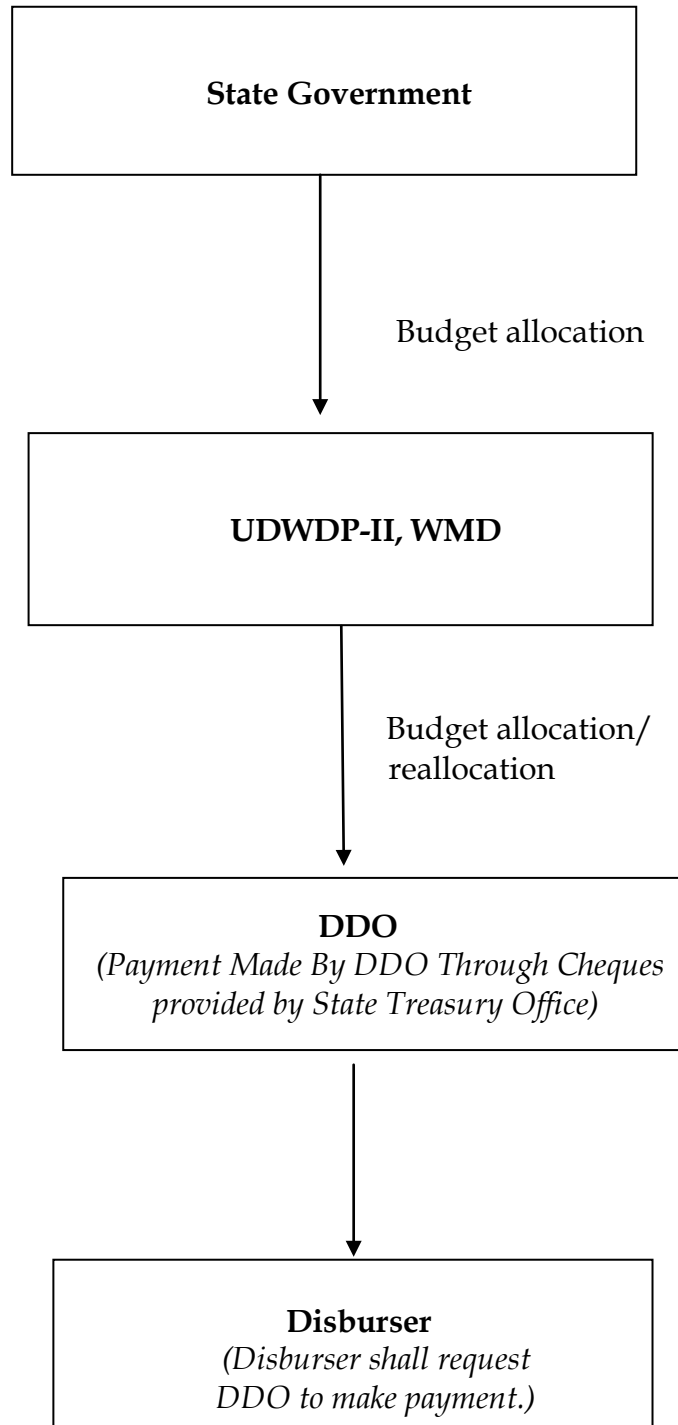 State Government
Budget allocation
UDWDP-II, WMD
Budget allocation/
reallocation
DDO
(Payment Made By DDO Through Cheques
provided by State Treasury Office)
Disburser
(Disburser shall request
DDO to make payment.)